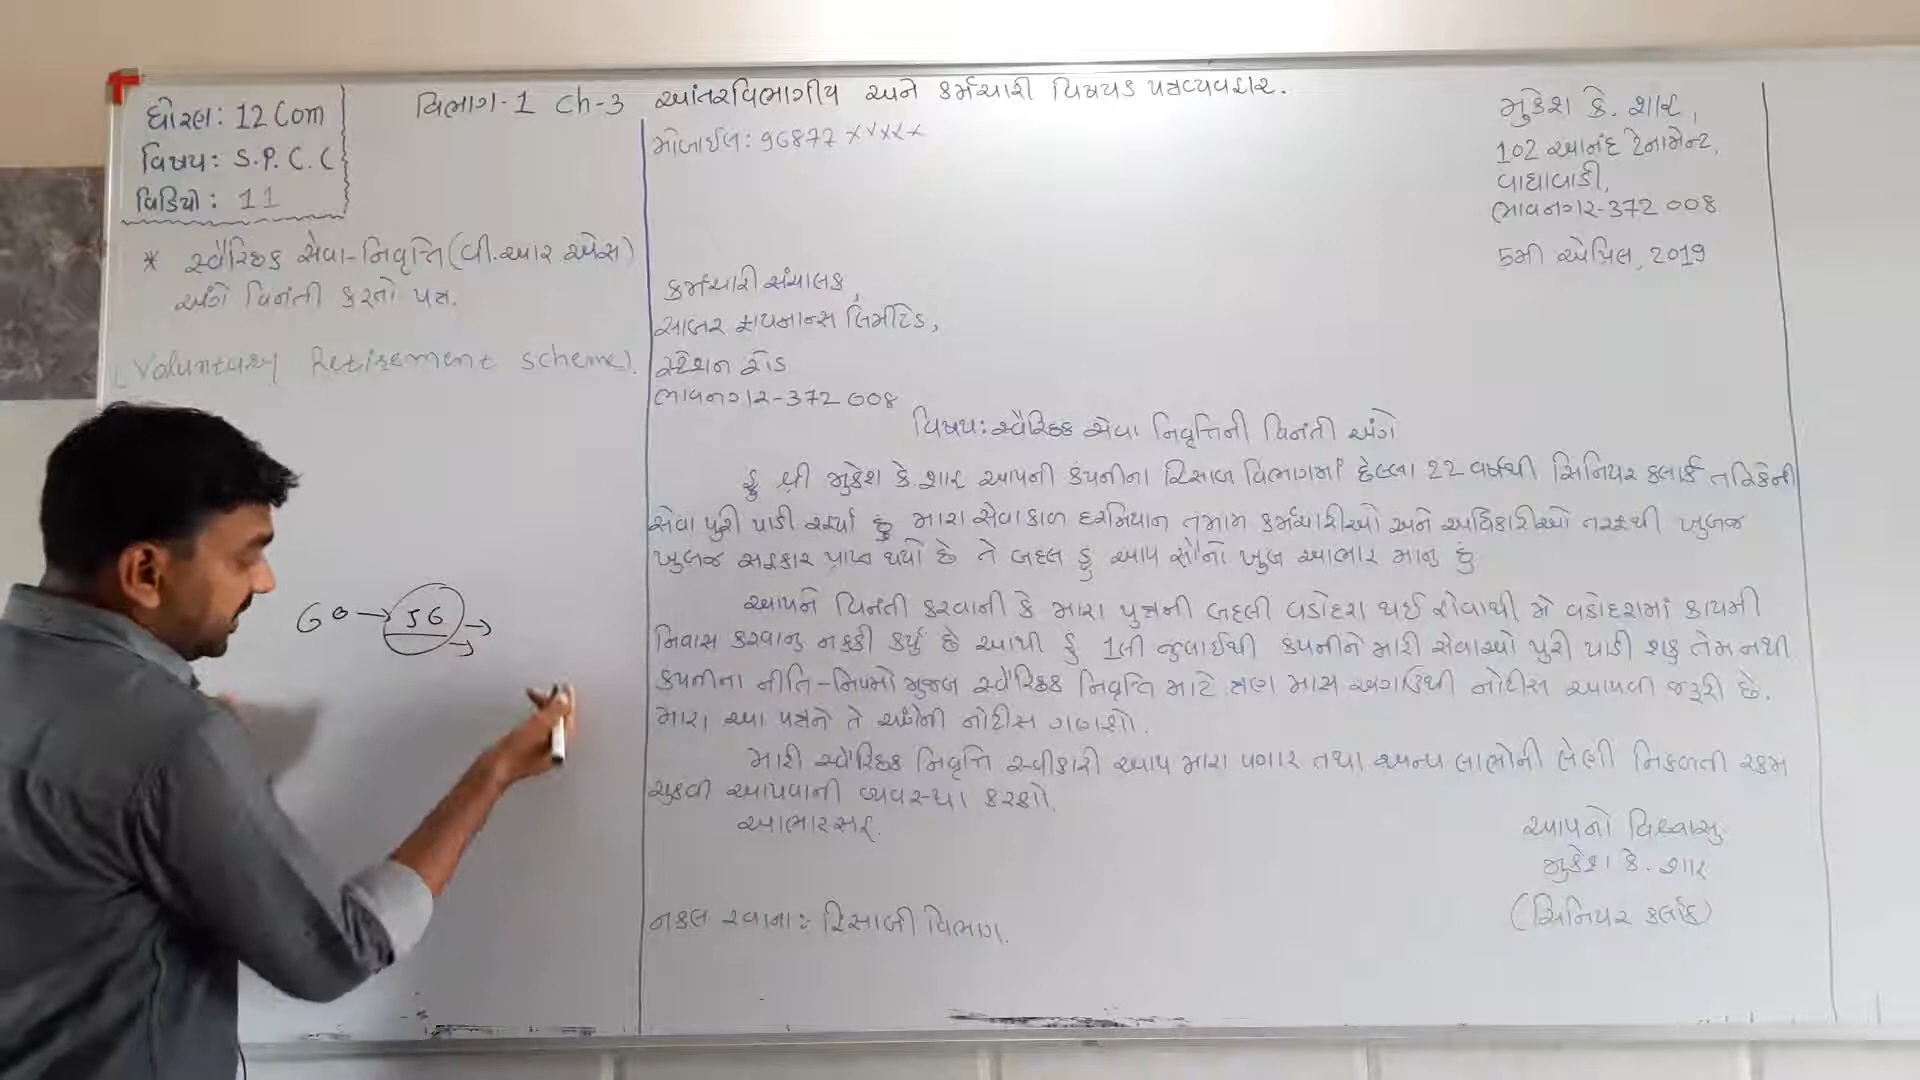 ધોરણ: 12 Com
વિષય: S.P.C.C
વિડિયો: 11
વિભાગ-1 Ch-3 આંતરવિભાગીય અને કર્મચારી વિષયક પત્રવ્યવહાર.
* સ્વૈચ્છિક સેવા-નિવૃત્તિ (વી.આર.એસ)
અંગે વિનંતી કરતો પત્ર.
(Voluntary Retirement scheme).
60 → 56 →
મોબાઈલ: 96877 xxxxx
મુકેશ કે. શાહ,
102 આનંદ ટેનામેન્ટ,
વાઘાવાડી,
ભાવનગર-372 008
5મી એપ્રિલ, 2019
કર્મચારી સંચાલક,
સાબર ફાયનાન્સ લિમીટેડ,
સ્ટેશન રોડ
ભાવનગર-372 008
વિષય: સ્વૈચ્છિક સેવા નિવૃત્તિની વિનંતી અંગે
હું શ્રી મુકેશ કે. શાહ આપની કંપનીના હિસાબ વિભાગમાં છેલ્લા 22 વર્ષથી સિનિયર કલાર્ક તરિકેની
સેવા પુરી પાડી રહ્યો છું મારા સેવાકાળ દરમિયાન તમામ કર્મચારીઓ અને અધિકારીઓ તરફથી ખુબજ
ખુબજ સહકાર પ્રાપ્ત થયો છે તે બદલ હુ આપ સૌનો ખુબ આભાર માનુ છું
આપને વિનંતી કરવાની કે મારા પુત્રની બદલી વડોદરા થઈ હોવાથી મે વડોદરામાં કાયમી
નિવાસ કરવાનુ નક્કી કર્યુ છે આથી હું 1લી જુલાઈથી કંપનીને મારી સેવાઓ પુરી પાડી શકુ તેમ નથી
કંપનીના નીતિ-નિયમો મુજબ સ્વૈચ્છિક નિવૃત્તિ માટે ત્રણ માસ અગાઉથી નોટીસ આપવી જરૂરી છે.
મારા આ પત્રને તે અંગેની નોટીસ ગણશો.
મારી સ્વૈચ્છિક નિવૃત્તિ સ્વીકારી આપ મારા પગાર તથા અન્ય લાભોની લેણી નિકળતી રકમ
ચુકવી આપવાની વ્યવસ્થા કરશો.
આભારસહ.
આપનો વિશ્વાસુ
મુકેશ કે. શાહ
(સિનિયર કર્લાક)
નકલ રવાના: હિસાબી વિભાગ.